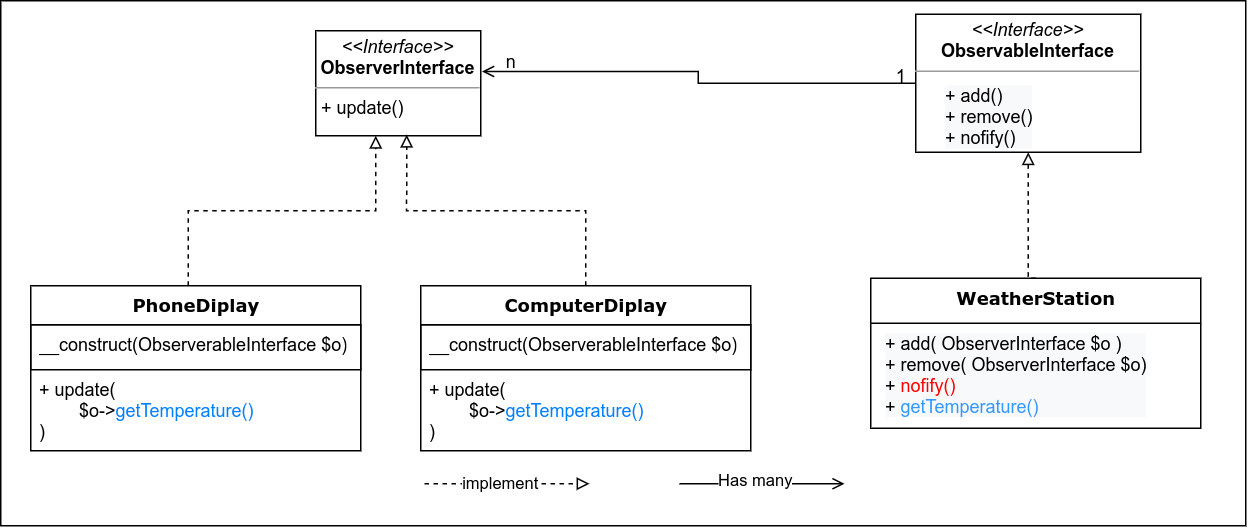 <<Interface>>
ObserverInterface
+ update()
n
1
<<Interface>>
ObservableInterface
+ add()
+ remove()
+ nofify()
PhoneDiplay
__construct(ObserverableInterface $o)
+ update(
$o->getTemperature()
)
ComputerDiplay
__construct(ObserverableInterface $o)
+ update(
$o->getTemperature()
)
WeatherStation
+ add( ObserverInterface $o )
+ remove( ObserverInterface $o)
+ nofify()
+ getTemperature()
implement
Has many